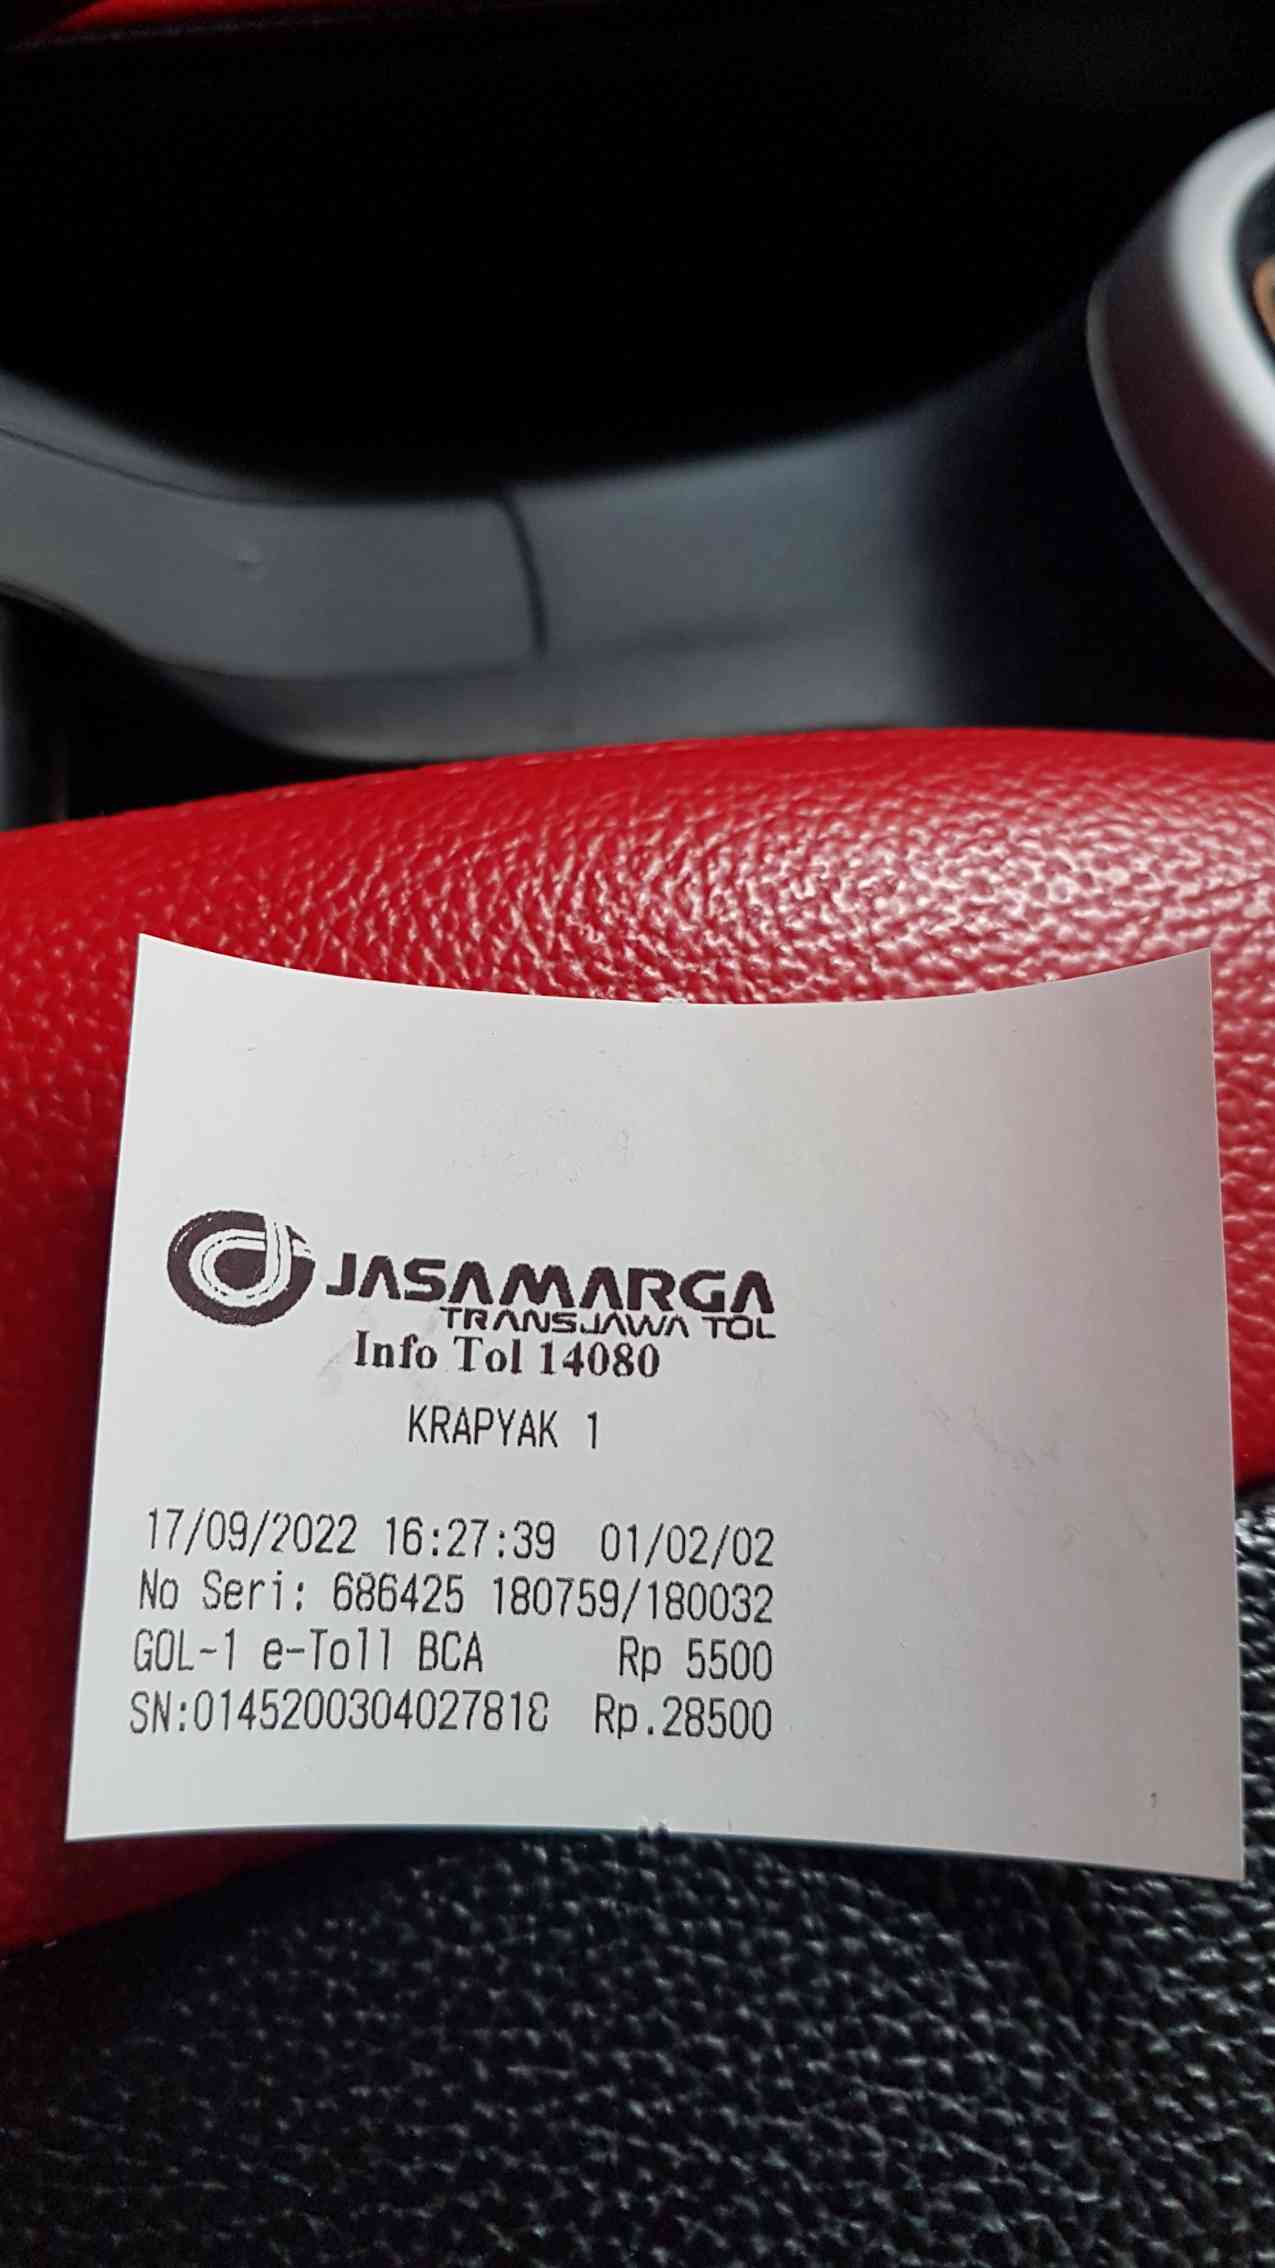 JASAMARGA
TRANSJAWA TOL
Info Tol 14080
KRAPYAK 1
17/09/2022 16:27:39 01/02/02
No Seri: 686425 180759/180032
GOL-1 e-Toll BCA Rp 5500
SN:0145200304027818 Rp.28500